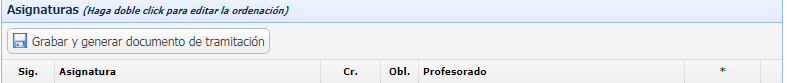 Asignaturas (Haga doble click para editar la ordenación)
Grabar y generar documento de tramitación
Sig. Asignatura Cr. Obl. Profesorado *